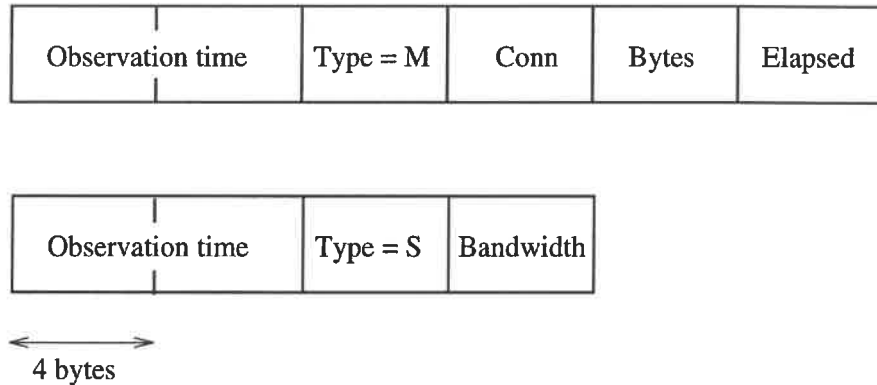 Observation time Type = M Conn Bytes Elapsed
Observation time Type = S Bandwidth
4 bytes